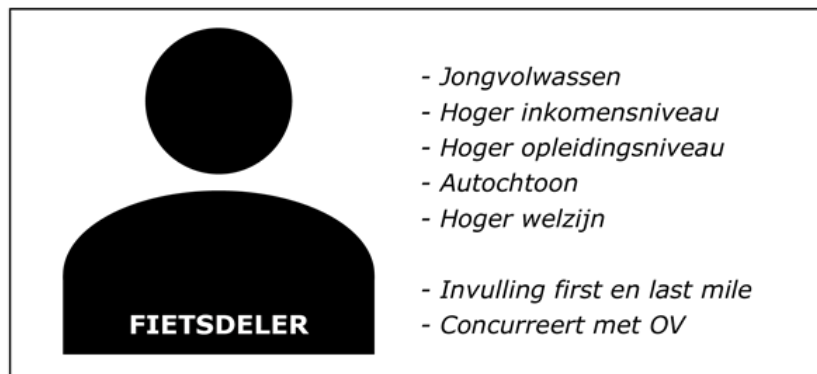 - Jongvolwassen
- Hoger inkomensniveau
- Hoger opleidingsniveau
- Autochtoon
- Hoger welzijn
- Invulling first en last mile
- Concurreert met OV
FIETSDELER